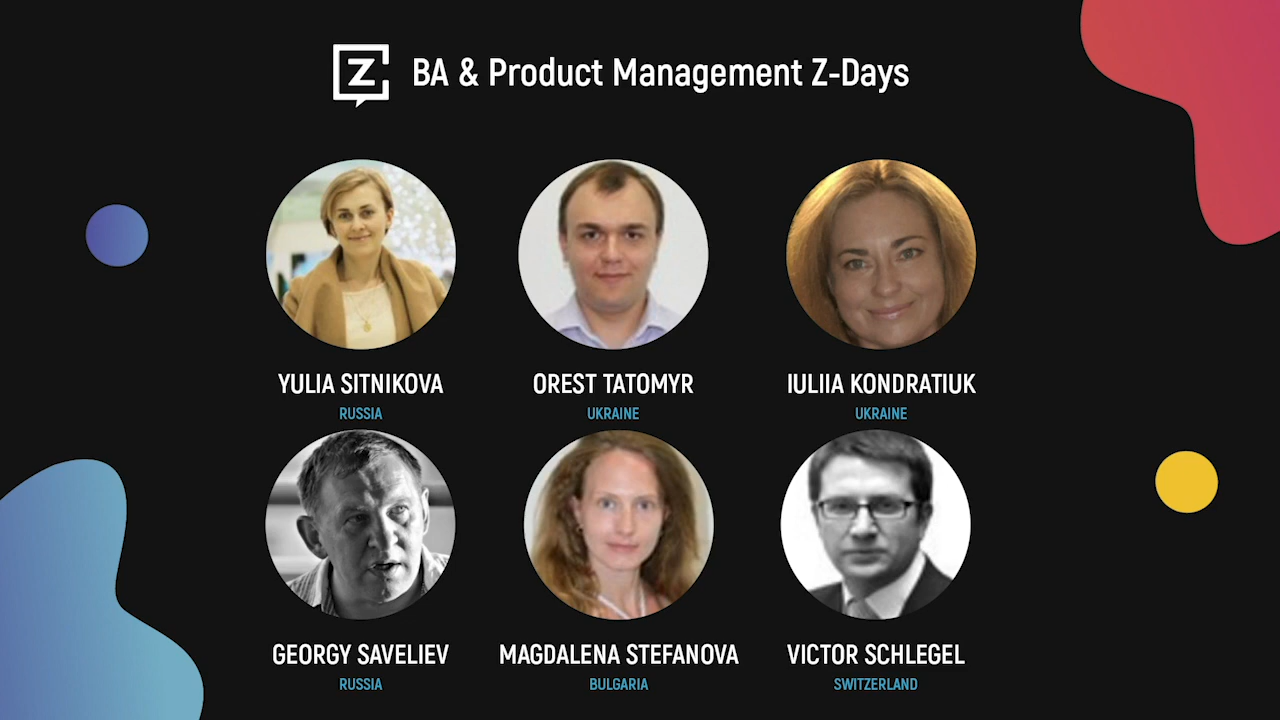 Z BA & Product Management Z-Days
YULIA SITNIKOVA
RUSSIA
OREST TATOMYR
UKRAINE
IULIIA KONDRATIUK
UKRAINE
GEORGY SAVELIEV
RUSSIA
MAGDALENA STEFANOVA
BULGARIA
VICTOR SCHLEGEL
SWITZERLAND